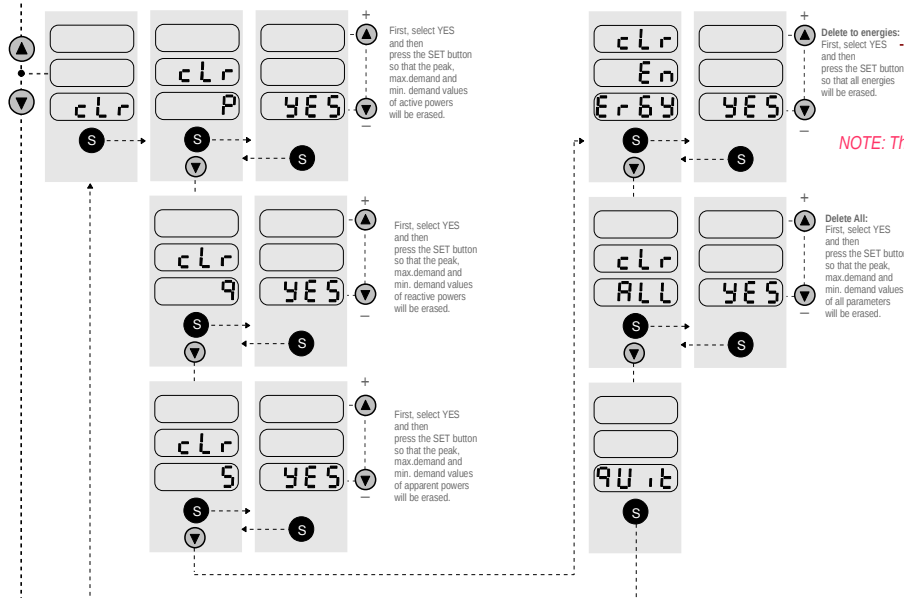 cLr
S
cLr
P
S
YES
S
+
−
First, select YES
and then
press the SET button
so that the peak,
max.demand and
min. demand values
of active powers
will be erased.
cLr
q
S
YES
S
+
−
First, select YES
and then
press the SET button
so that the peak,
max.demand and
min. demand values
of reactive powers
will be erased.
cLr
S
S
YES
S
+
−
First, select YES
and then
press the SET button
so that the peak,
max.demand and
min. demand values
of apparent powers
will be erased.
cLr
En
ErGY
S
YES
S
+
−
Delete to energies:
First, select YES
and then
press the SET button
so that all energies
will be erased.
NOTE: Th
cLr
ALL
S
YES
S
+
−
Delete All:
First, select YES
and then
press the SET button
so that the peak,
max.demand and
min. demand values
of all parameters
will be erased.
qUit
S